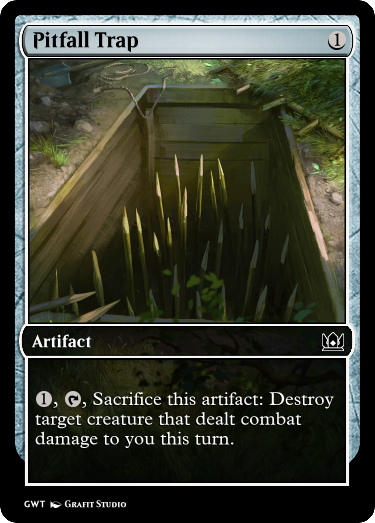 Pitfall Trap 1
Artifact
1, , Sacrifice this artifact: Destroy
target creature that dealt combat
damage to you this turn.
GWT Grafit Studio